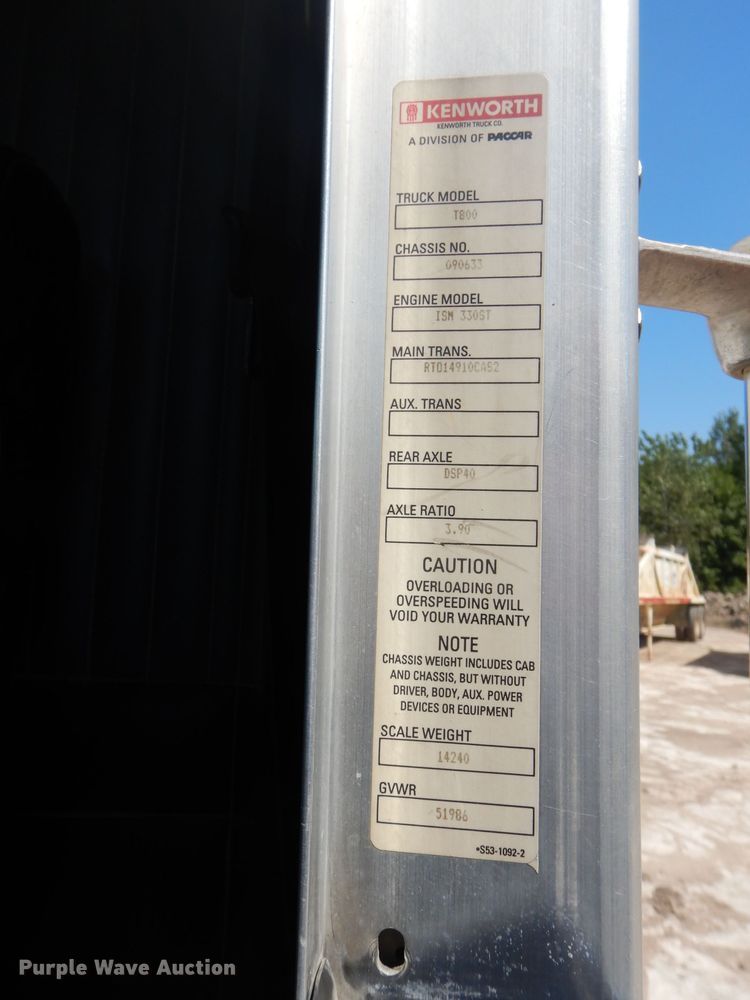 KENWORTH
KENWORTH TRUCK CO.
A DIVISION OF PACCAR
TRUCK MODEL
T800
CHASSIS NO.
090633
ENGINE MODEL
ISM 330ST
MAIN TRANS.
RTO14910CAS2
AUX. TRANS
REAR AXLE
DSP40
AXLE RATIO
3.90
CAUTION
OVERLOADING OR
OVERSPEEDING WILL
VOID YOUR WARRANTY
NOTE
CHASSIS WEIGHT INCLUDES CAB
AND CHASSIS, BUT WITHOUT
DRIVER, BODY, AUX. POWER
DEVICES OR EQUIPMENT
SCALE WEIGHT
14240
GVWR
51986
*S53-1092-2
Purple Wave Auction